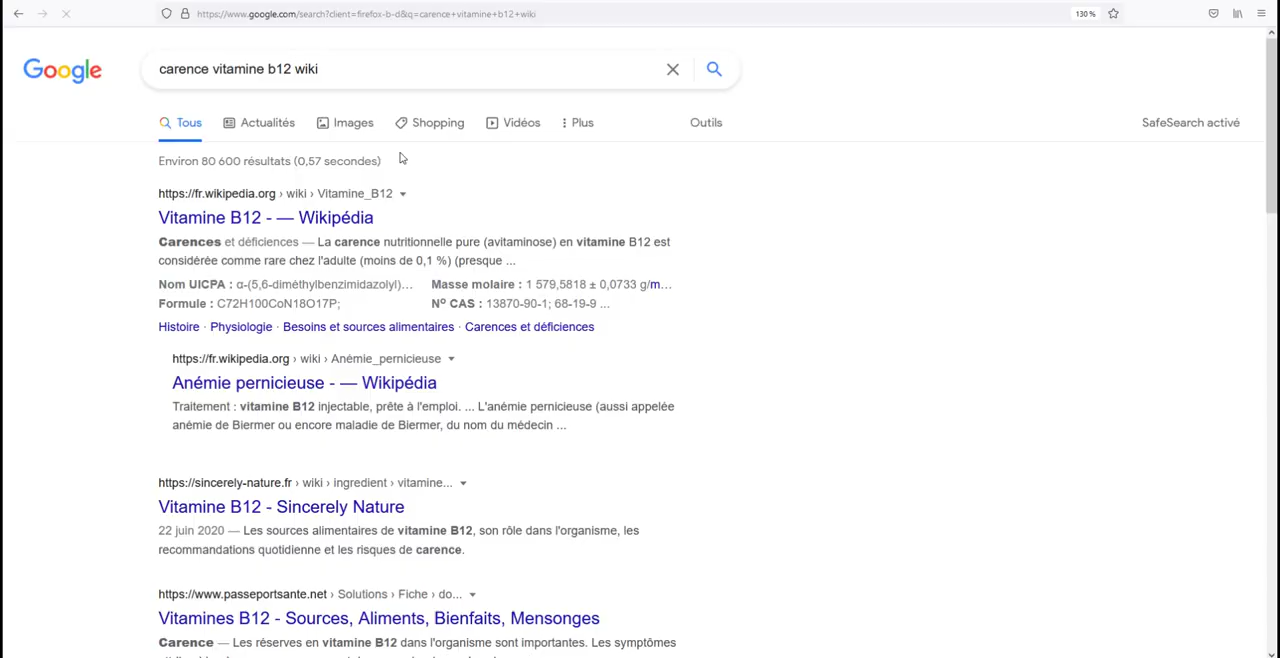 https://www.google.com/search?client=firefox-b-d&q=carence+vitamine+b12+wiki
130 %
Google
carence vitamine b12 wiki
Tous Actualités Images Shopping Vidéos Plus Outils SafeSearch activé
Environ 80 600 résultats (0,57 secondes)
https://fr.wikipedia.org › wiki › Vitamine_B12
Vitamine B12 - — Wikipédia
Carences et déficiences — La carence nutritionnelle pure (avitaminose) en vitamine B12 est
considérée comme rare chez l'adulte (moins de 0,1 %) (presque ...
Nom UICPA : α-(5,6-diméthylbenzimidazolyl)... Masse molaire : 1 579,5818 ± 0,0733 g/m...
Formule : C72H100CoN18O17P; Nº CAS : 13870-90-1; 68-19-9 ...
Histoire · Physiologie · Besoins et sources alimentaires · Carences et déficiences
https://fr.wikipedia.org › wiki › Anémie_pernicieuse
Anémie pernicieuse - — Wikipédia
Traitement : vitamine B12 injectable, prête à l'emploi. ... L'anémie pernicieuse (aussi appelée
anémie de Biermer ou encore maladie de Biermer, du nom du médecin ...
https://sincerely-nature.fr › wiki › ingredient › vitamine...
Vitamine B12 - Sincerely Nature
22 juin 2020 — Les sources alimentaires de vitamine B12, son rôle dans l'organisme, les
recommandations quotidienne et les risques de carence.
https://www.passeportsante.net › Solutions › Fiche › do...
Vitamines B12 - Sources, Aliments, Bienfaits, Mensonges
Carence — Les réserves en vitamine B12 dans l'organisme sont importantes. Les symptômes